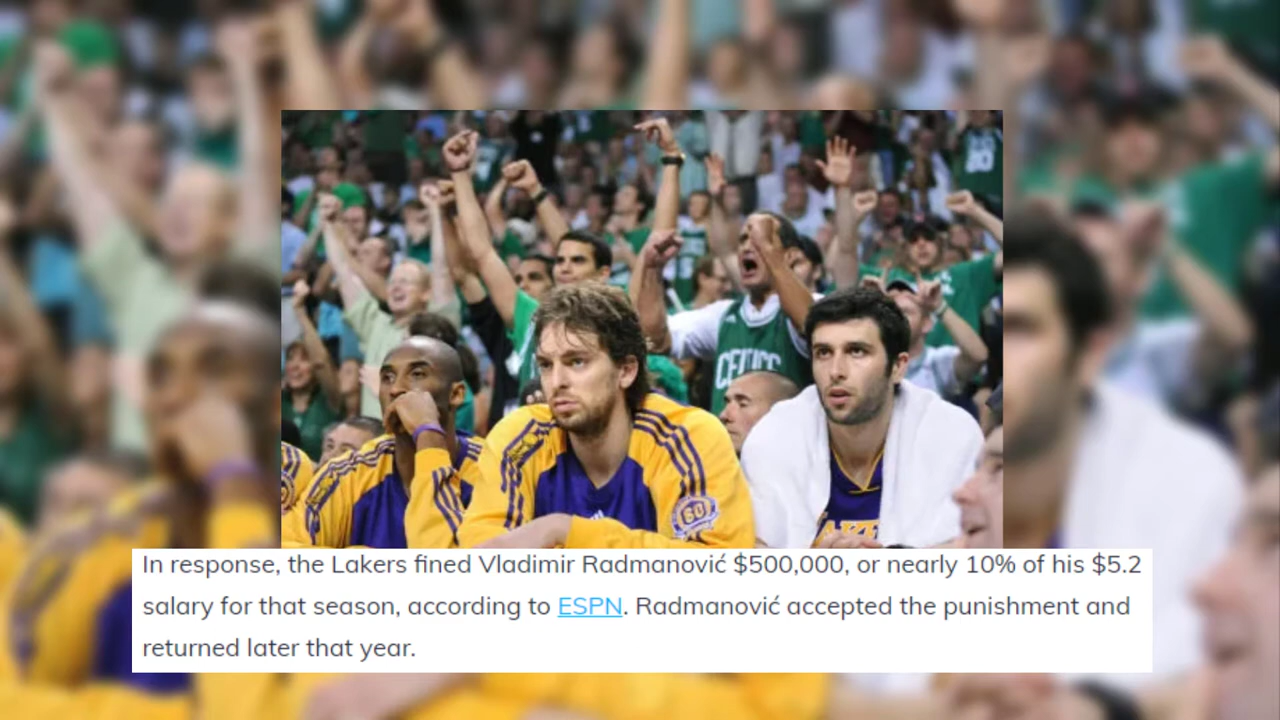 CELTIC
60
In response, the Lakers fined Vladimir Radmanović $500,000, or nearly 10% of his $5.2
salary for that season, according to ESPN. Radmanović accepted the punishment and
returned later that year.